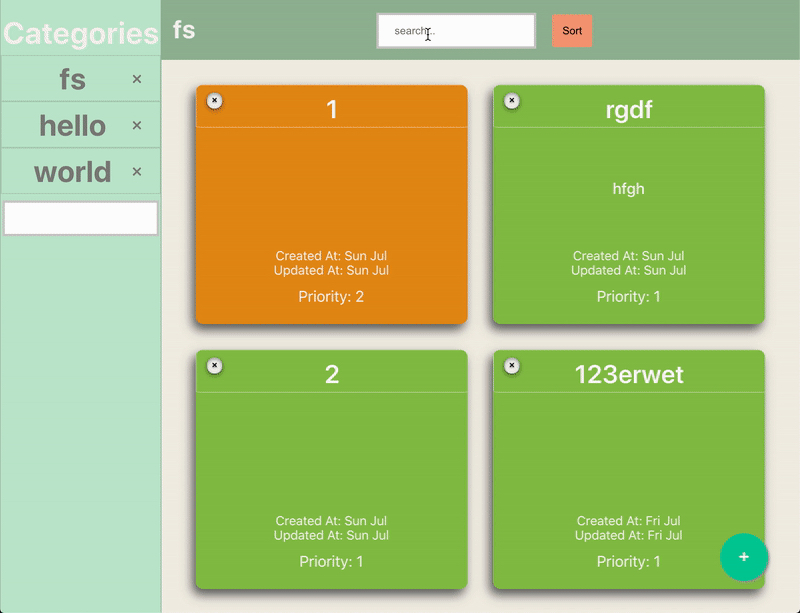 Categories
fs ×
hello ×
world ×
fs
search..
Sort
×
1
Created At: Sun Jul
Updated At: Sun Jul
Priority: 2
×
rgdf
hfgh
Created At: Sun Jul
Updated At: Sun Jul
Priority: 1
×
2
Created At: Sun Jul
Updated At: Sun Jul
Priority: 1
×
123erwet
Created At: Fri Jul
Updated At: Fri Jul
Priority: 1
+